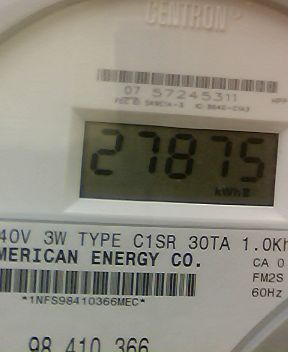 CENTRON®
07 57245311
27875
kWh
40V 3W TYPE C1SR 30TA 1.0Kh
MERICAN ENERGY CO.
CA 0
FM2S
60Hz
*1NFS98410366MEC*
98 410 366